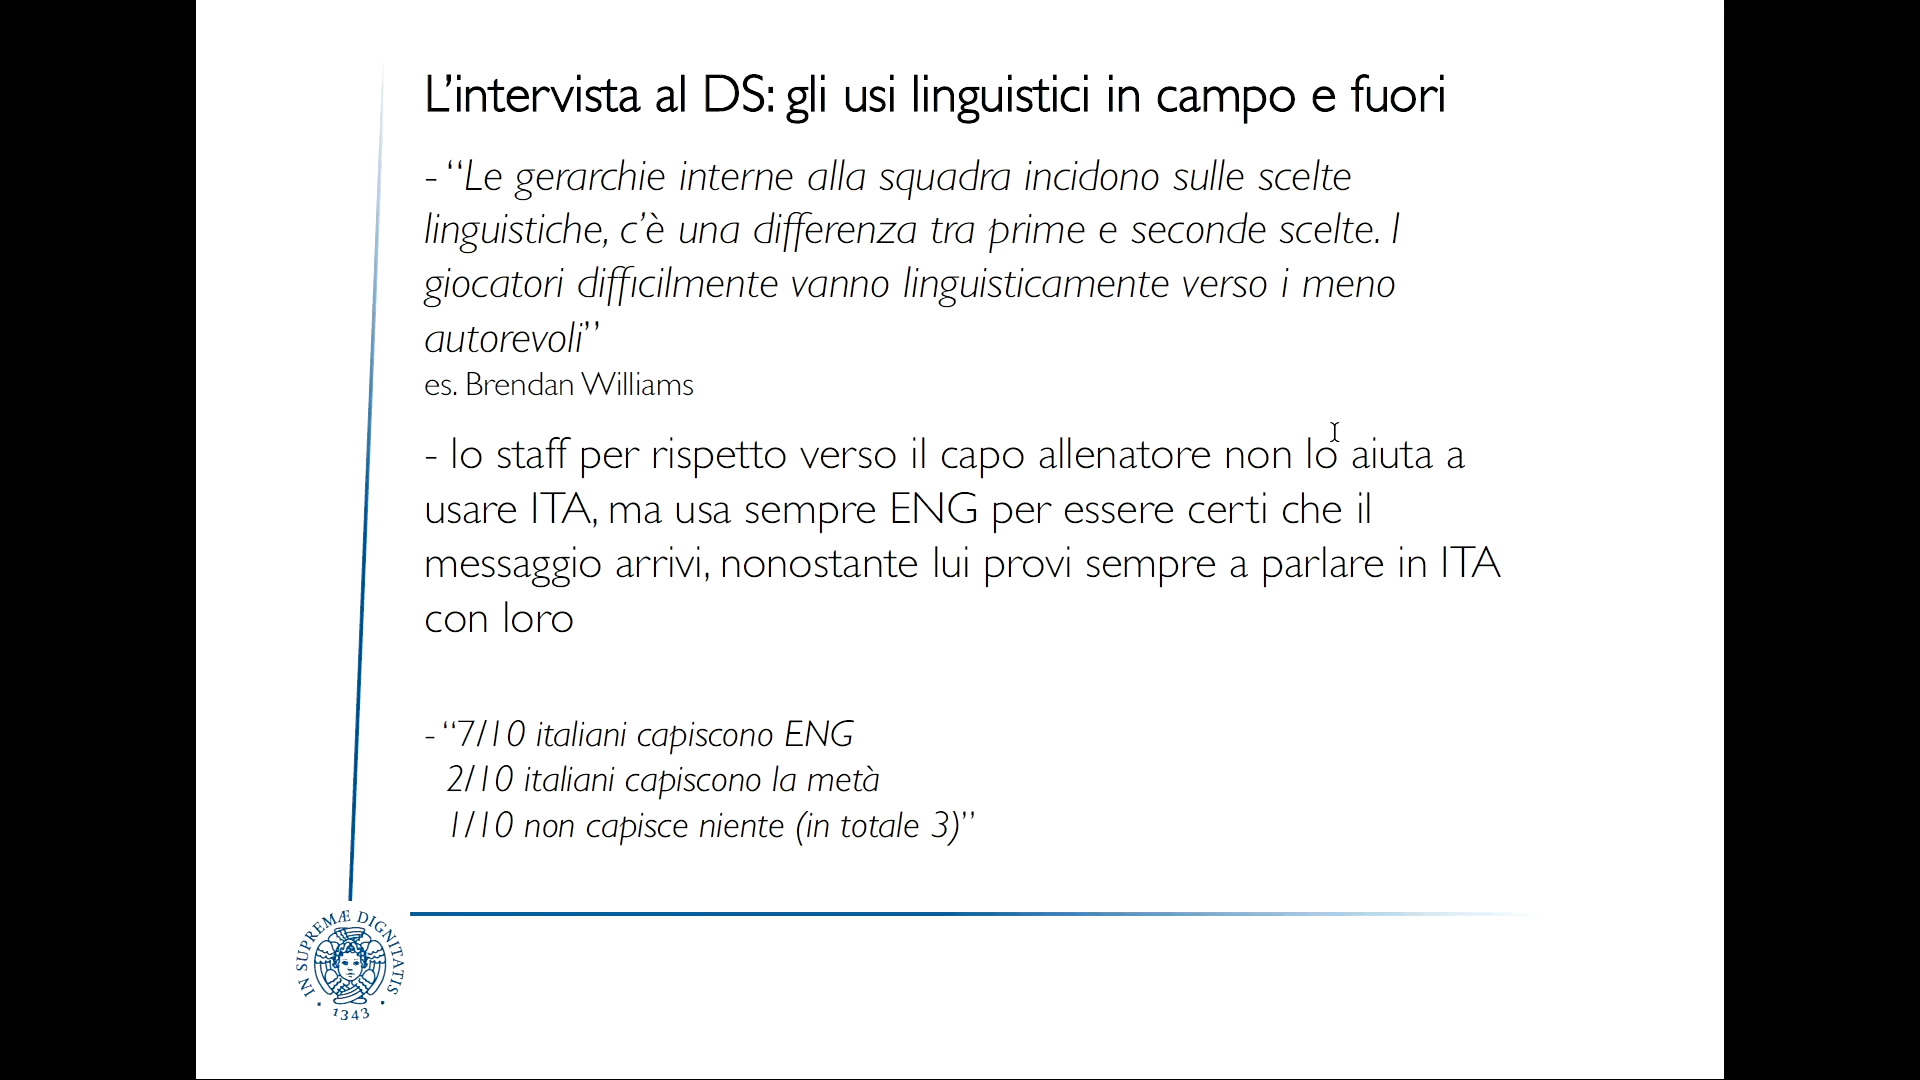 L’intervista al DS: gli usi linguistici in campo e fuori
- “Le gerarchie interne alla squadra incidono sulle scelte
linguistiche, c’è una differenza tra prime e seconde scelte. I
giocatori difficilmente vanno linguisticamente verso i meno
autorevoli”
es. Brendan Williams
- lo staff per rispetto verso il capo allenatore non lo aiuta a
usare ITA, ma usa sempre ENG per essere certi che il
messaggio arrivi, nonostante lui provi sempre a parlare in ITA
con loro
- “7/10 italiani capiscono ENG
2/10 italiani capiscono la metà
1/10 non capisce niente (in totale 3)”
IN SUPREMÆ DIGNITATIS
· 1343 ·